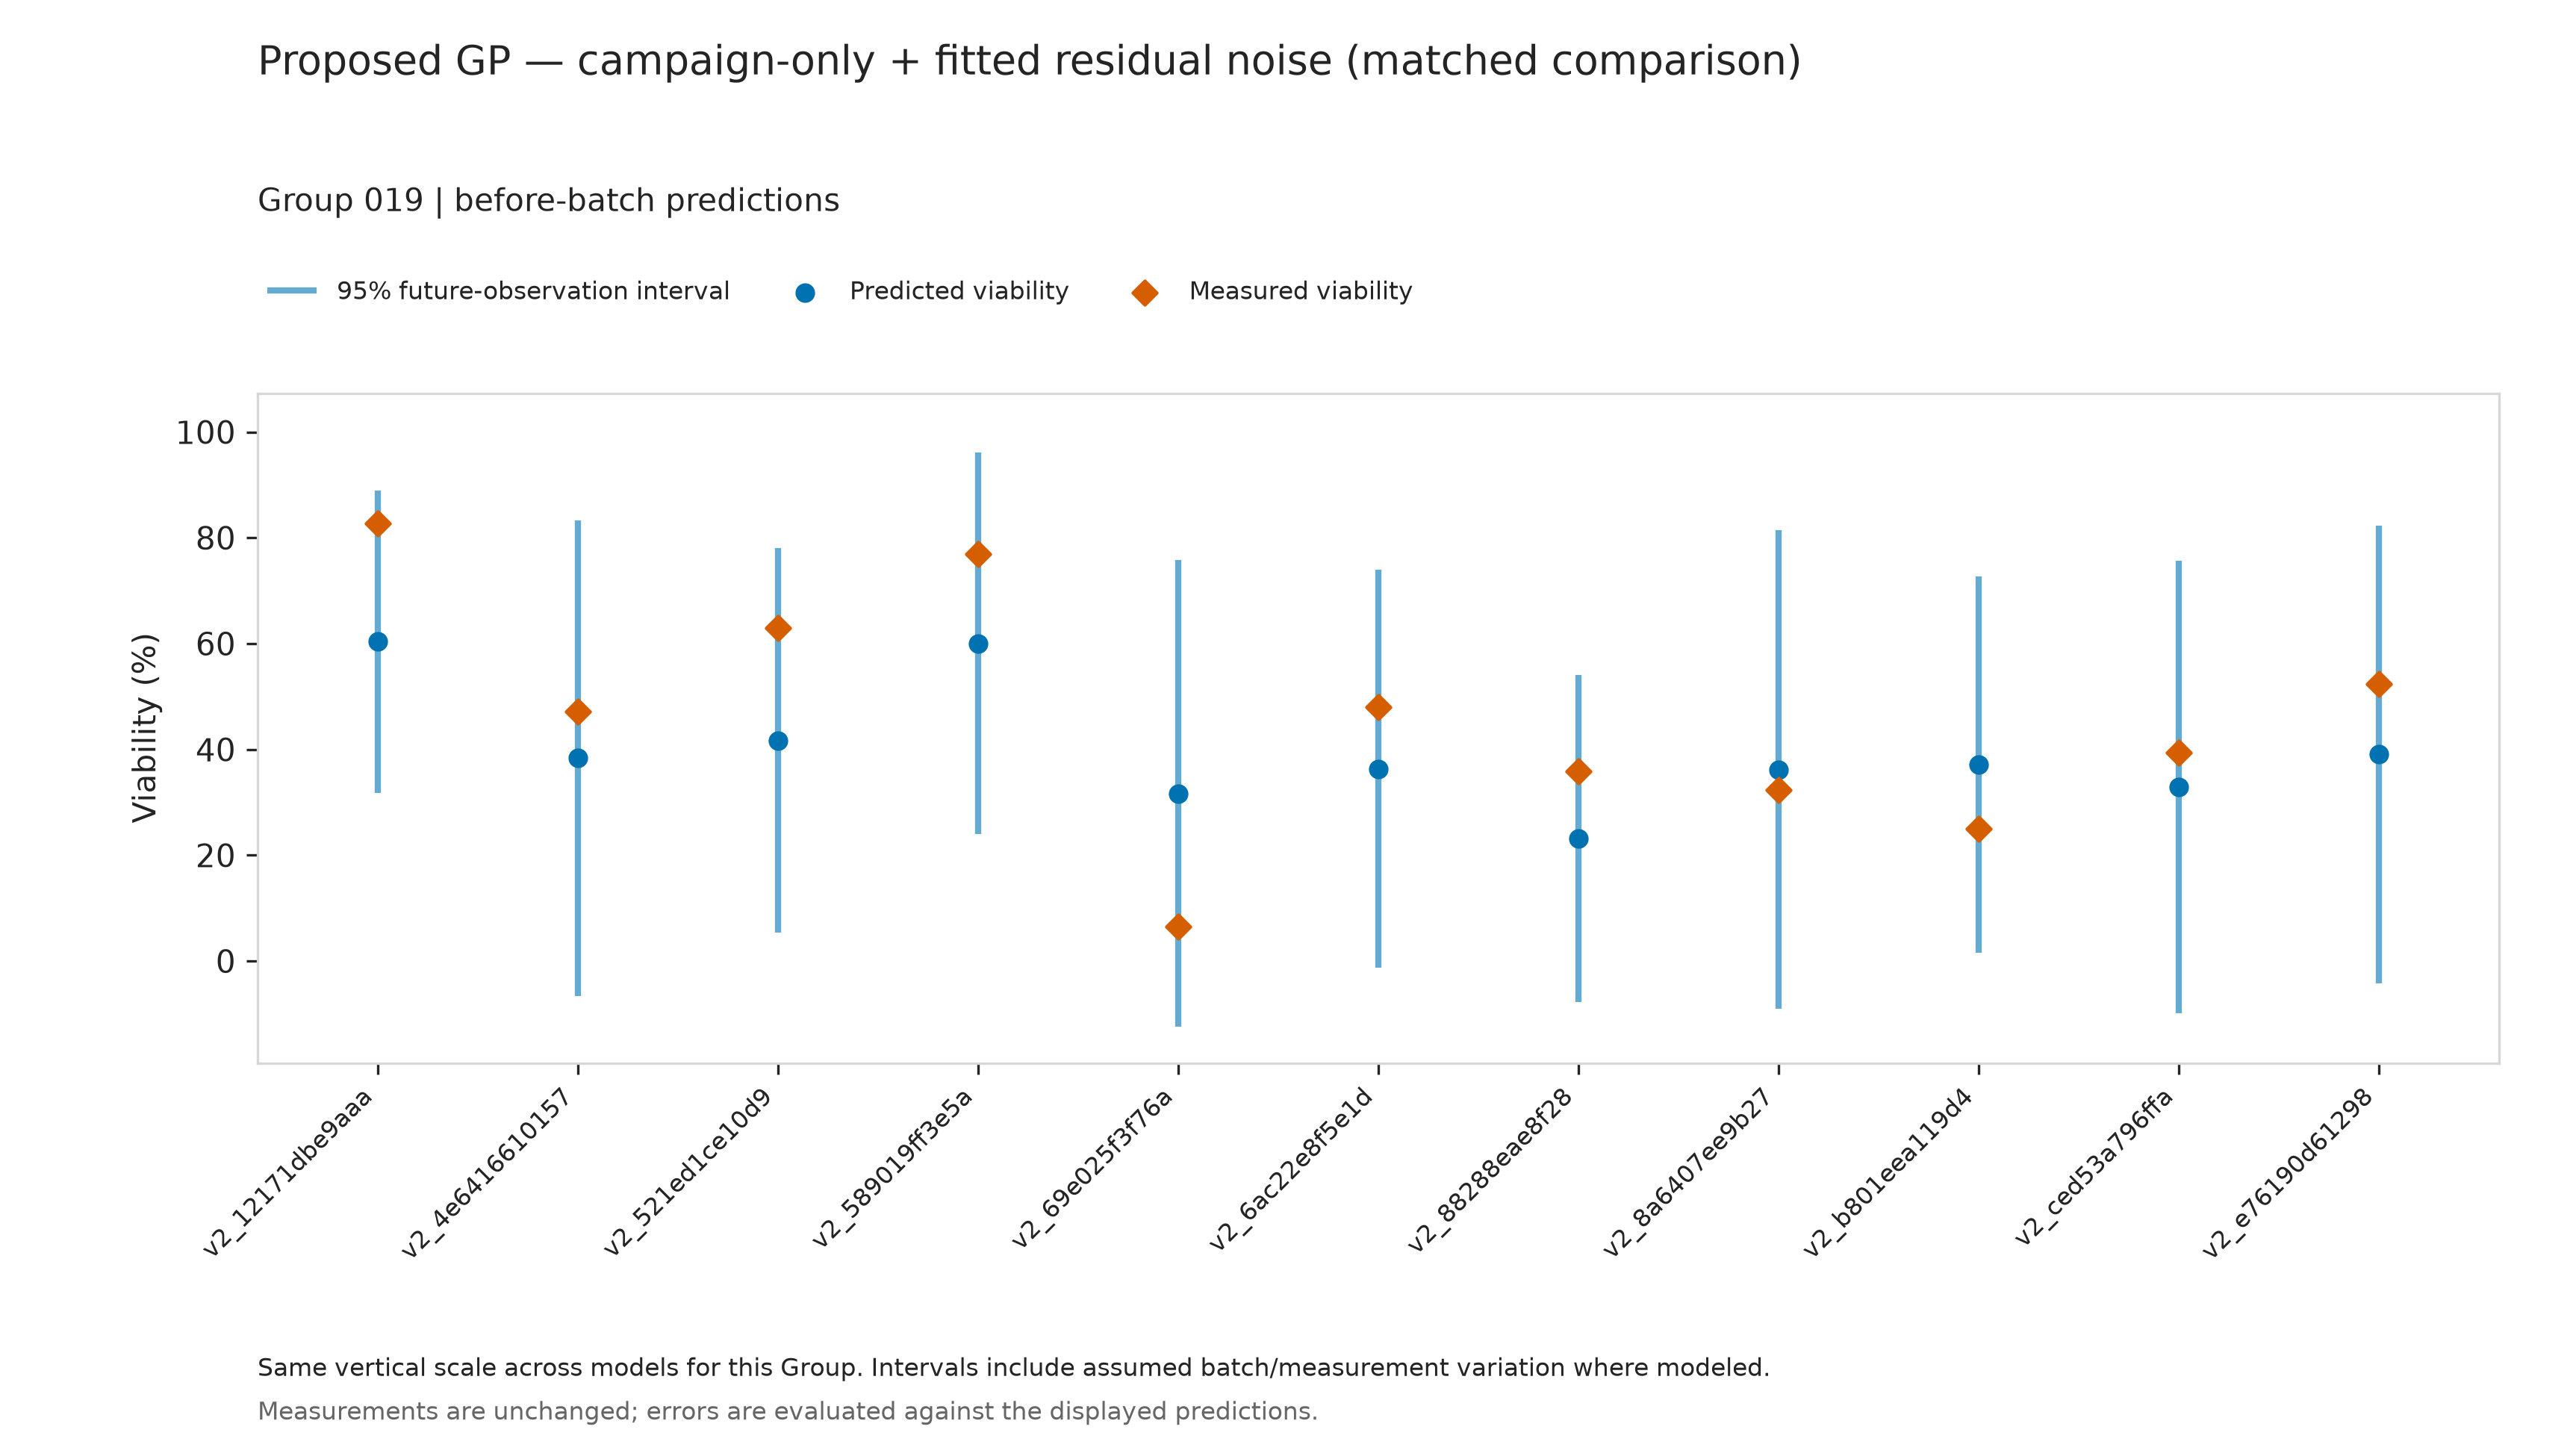 Proposed GP — campaign-only + fitted residual noise (matched comparison)
Group 019 | before-batch predictions
95% future-observation interval
Predicted viability
Measured viability
Viability (%)
100
80
60
40
20
0
v2_12171dbe9aaa
v2_4e6416610157
v2_521ed1ce10d9
v2_589019ff3e5a
v2_69e025f3f76a
v2_6ac22e8f5e1d
v2_88288eae8f28
v2_8a6407ee9b27
v2_b801eea119d4
v2_ced53a796ffa
v2_e76190d61298
Same vertical scale across models for this Group. Intervals include assumed batch/measurement variation where modeled.
Measurements are unchanged; errors are evaluated against the displayed predictions.